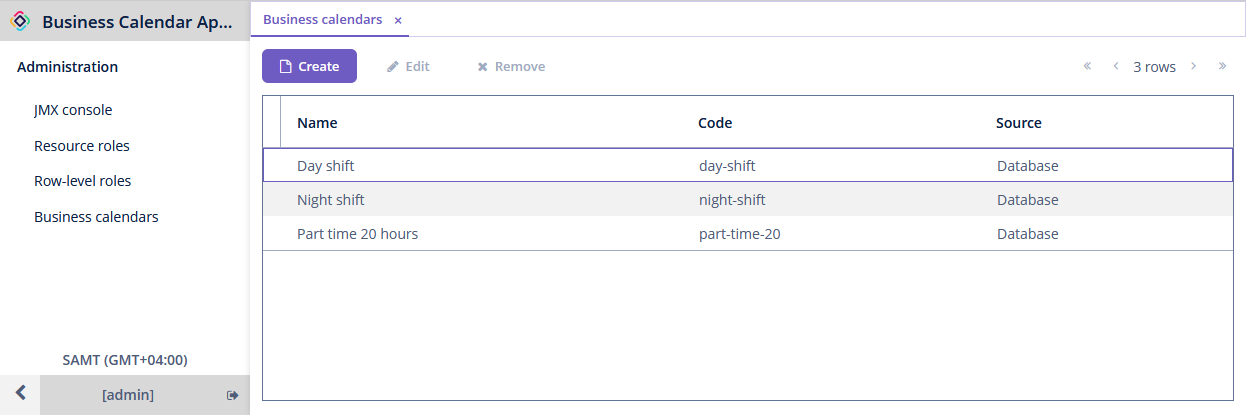 Business Calendar Ap...
Administration
JMX console
Resource roles
Row-level roles
Business calendars
SAMT (GMT+04:00)
[admin]
Business calendars ×
Create Edit Remove « ‹ 3 rows › »
Name Code Source
Day shift day-shift Database
Night shift night-shift Database
Part time 20 hours part-time-20 Database